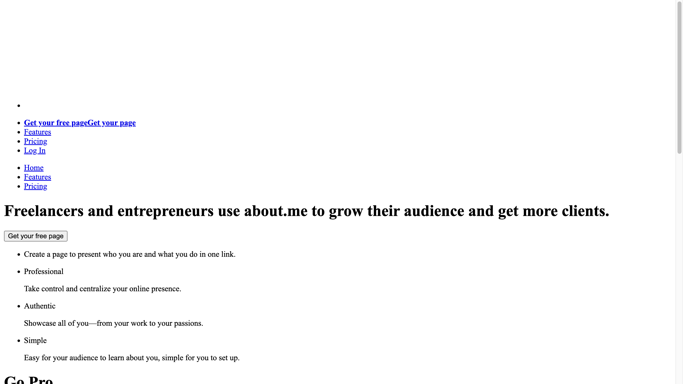 Get your free pageGet your page
Features
Pricing
Log In
Home
Features
Pricing
Freelancers and entrepreneurs use about.me to grow their audience and get more clients.
Get your free page
Create a page to present who you are and what you do in one link.
Professional
Take control and centralize your online presence.
Authentic
Showcase all of you—from your work to your passions.
Simple
Easy for your audience to learn about you, simple for you to set up.
Go Pro